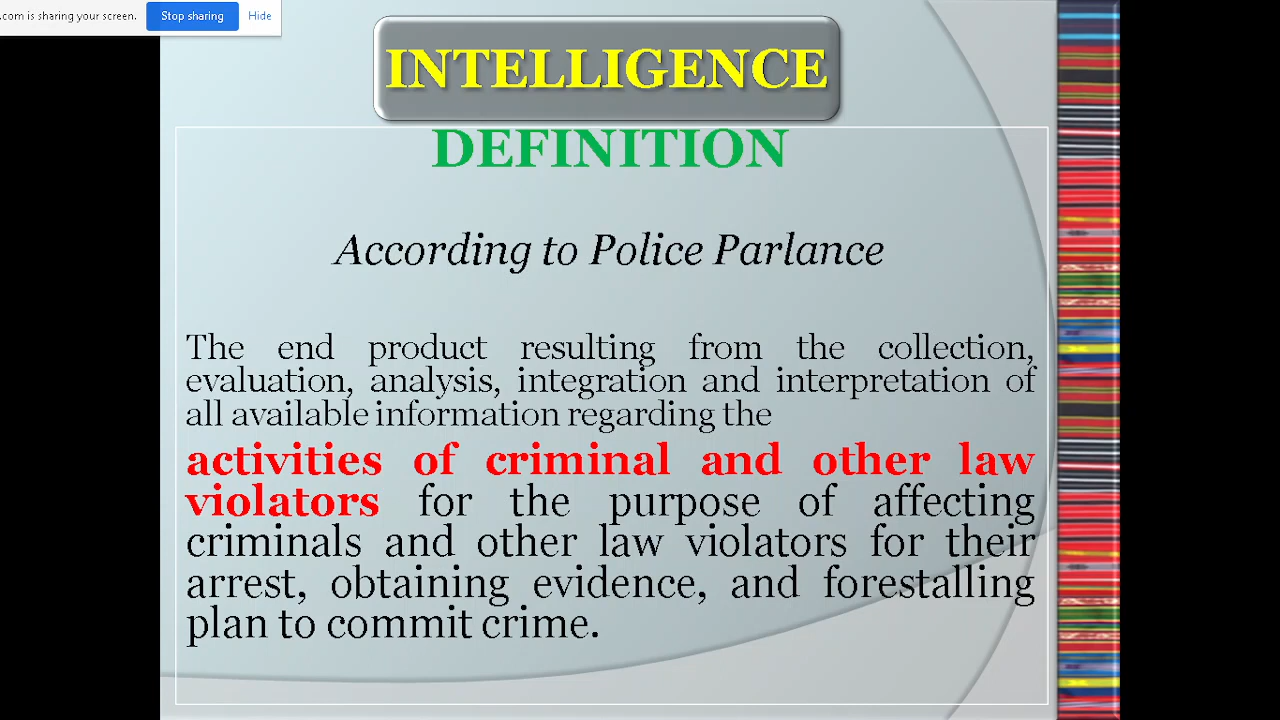 .com is sharing your screen.
Stop sharing
Hide
INTELLIGENCE
DEFINITION
According to Police Parlance
The end product resulting from the collection,
evaluation, analysis, integration and interpretation of
all available information regarding the
activities of criminal and other law
violators for the purpose of affecting
criminals and other law violators for their
arrest, obtaining evidence, and forestalling
plan to commit crime.